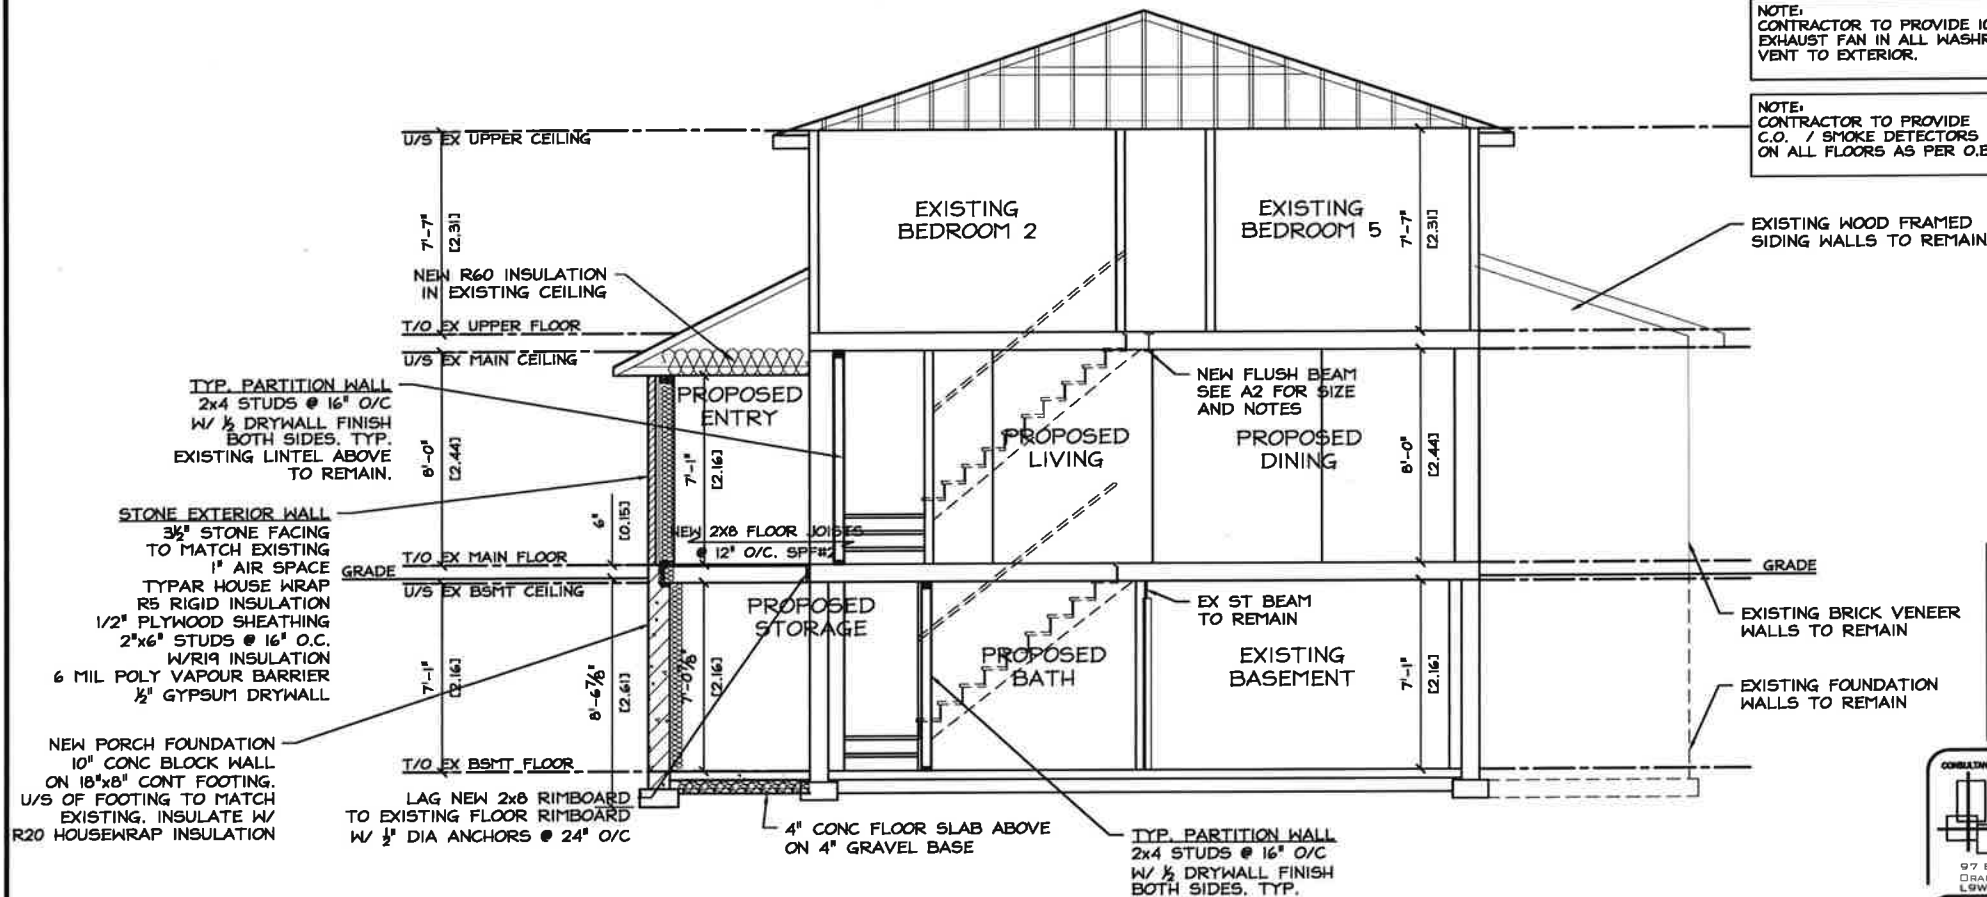 NOTE:
CONTRACTOR TO PROVIDE
EXHAUST FAN IN ALL
VENT TO EXTERIOR.
NOTE:
CONTRACTOR TO PROVIDE
C.O. / SMOKE DETECTORS
ON ALL FLOORS AS PER
U/S EX UPPER CEILING
7'-7"
[2.31]
EXISTING
BEDROOM 2
EXISTING
BEDROOM 5
7'-7"
[2.31]
EXISTING WOOD FRAMED
SIDING WALLS TO REMAIN
NEW R60 INSULATION
IN EXISTING CEILING
T/O EX UPPER FLOOR
U/S EX MAIN CEILING
TYP. PARTITION WALL
2x4 STUDS @ 16" O/C
W/ ½ DRYWALL FINISH
BOTH SIDES. TYP.
EXISTING LINTEL ABOVE
TO REMAIN.
8'-0"
[2.44]
PROPOSED
ENTRY
7'-1"
[2.16]
6"
[0.15]
NEW FLUSH BEAM
SEE A2 FOR SIZE
AND NOTES
PROPOSED
LIVING
PROPOSED
DINING
8'-0"
[2.44]
STONE EXTERIOR WALL
3½" STONE FACING
TO MATCH EXISTING
1" AIR SPACE
TYPAR HOUSE WRAP
R5 RIGID INSULATION
1/2" PLYWOOD SHEATHING
2"x6" STUDS @ 16" O.C.
W/R19 INSULATION
6 MIL POLY VAPOUR BARRIER
½" GYPSUM DRYWALL
NEW 2X8 FLOOR JOISTS
@ 12" O/C. SPF#2
T/O EX MAIN FLOOR
GRADE
U/S EX BSMT CEILING
GRADE
7'-1"
[2.16]
8'-6⅞"
[2.61]
7'-0⅞"
[2.16]
PROPOSED
STORAGE
PROPOSED
BATH
EX ST BEAM
TO REMAIN
EXISTING
BASEMENT
7'-1"
[2.16]
EXISTING BRICK VENEER
WALLS TO REMAIN
EXISTING FOUNDATION
WALLS TO REMAIN
NEW PORCH FOUNDATION
10" CONC BLOCK WALL
ON 18"x8" CONT FOOTING.
U/S OF FOOTING TO MATCH
EXISTING. INSULATE W/
R20 HOUSEWRAP INSULATION
T/O EX BSMT FLOOR
LAG NEW 2x8 RIMBOARD
TO EXISTING FLOOR RIMBOARD
W/ ½" DIA ANCHORS @ 24" O/C
4" CONC FLOOR SLAB ABOVE
ON 4" GRAVEL BASE
TYP. PARTITION WALL
2x4 STUDS @ 16" O/C
W/ ½ DRYWALL FINISH
BOTH SIDES. TYP.
97
L9W